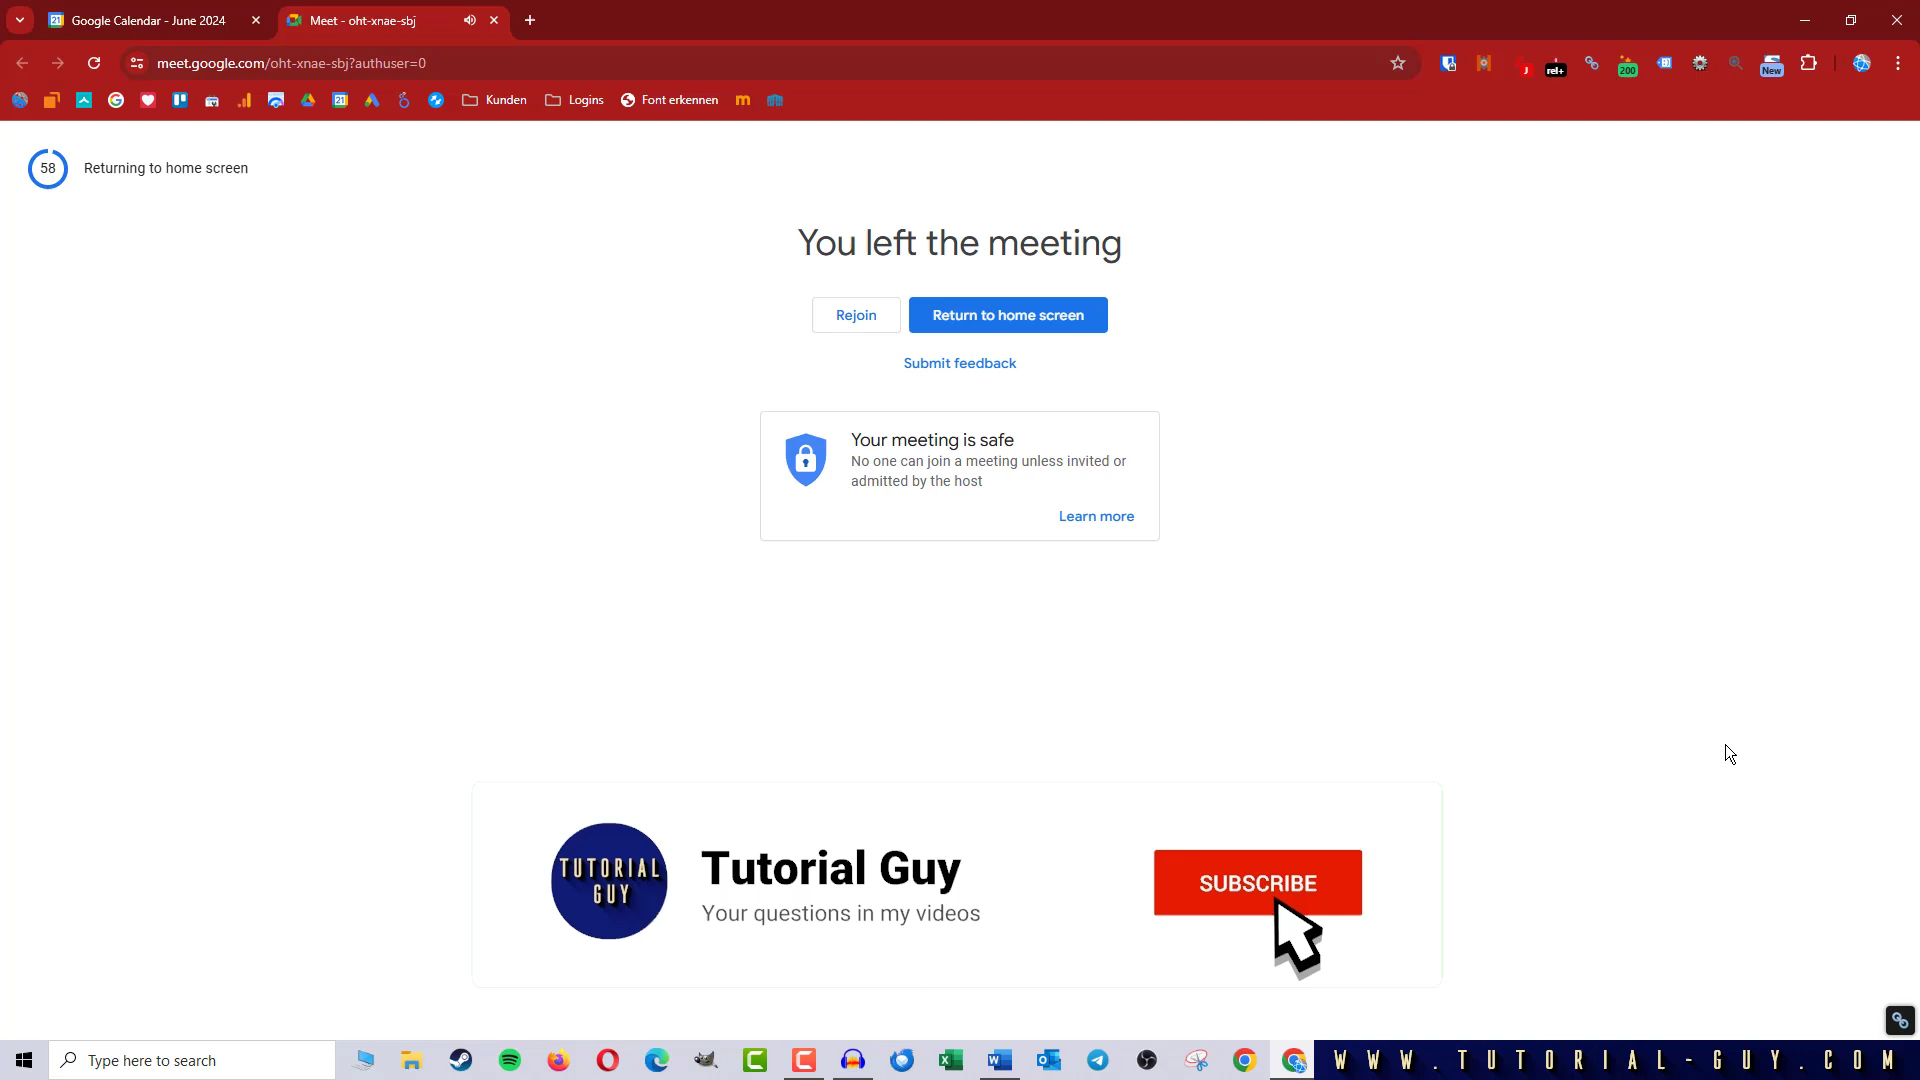 Google Calendar - June 2024
Meet - oht-xnae-sbj
meet.google.com/oht-xnae-sbj?authuser=0
rel+
200
New
Kunden
Logins
Font erkennen
58
Returning to home screen
You left the meeting
Rejoin
Return to home screen
Submit feedback
Your meeting is safe
No one can join a meeting unless invited or
admitted by the host
Learn more
TUTORIAL
GUY
Tutorial Guy
Your questions in my videos
SUBSCRIBE
Type here to search
WWW.TUTORIAL-GUY.COM